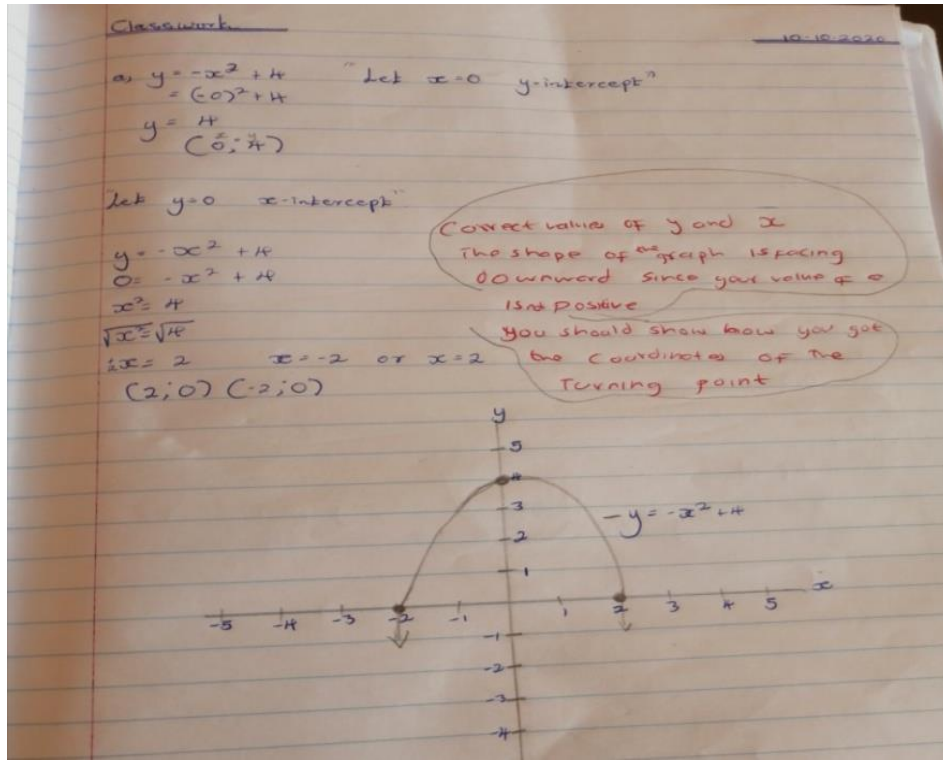 Classwork
10-10-2020
a, y = -x² + 4 "Let x=0 y-intercept"
= (-0)² + 4
y = 4
x y
(0; 4)
Let y=0 x-intercept"
Correct values of y and x
The shape of the graph is facing
y = -x² + 4
Downward since your value of a
0 = -x² + 4
is not positive
x² = 4
You should show how you got
√x² = √4
the Coordinates of The
∴x = 2 x = -2 or x = 2
Turning point
(2;0) (-2;0)
y
5
4
3
- y = -x² + 4
2
1
x
-5 -4 -3 -2 -1 1 2 3 4 5
-1
-2
-3
-4